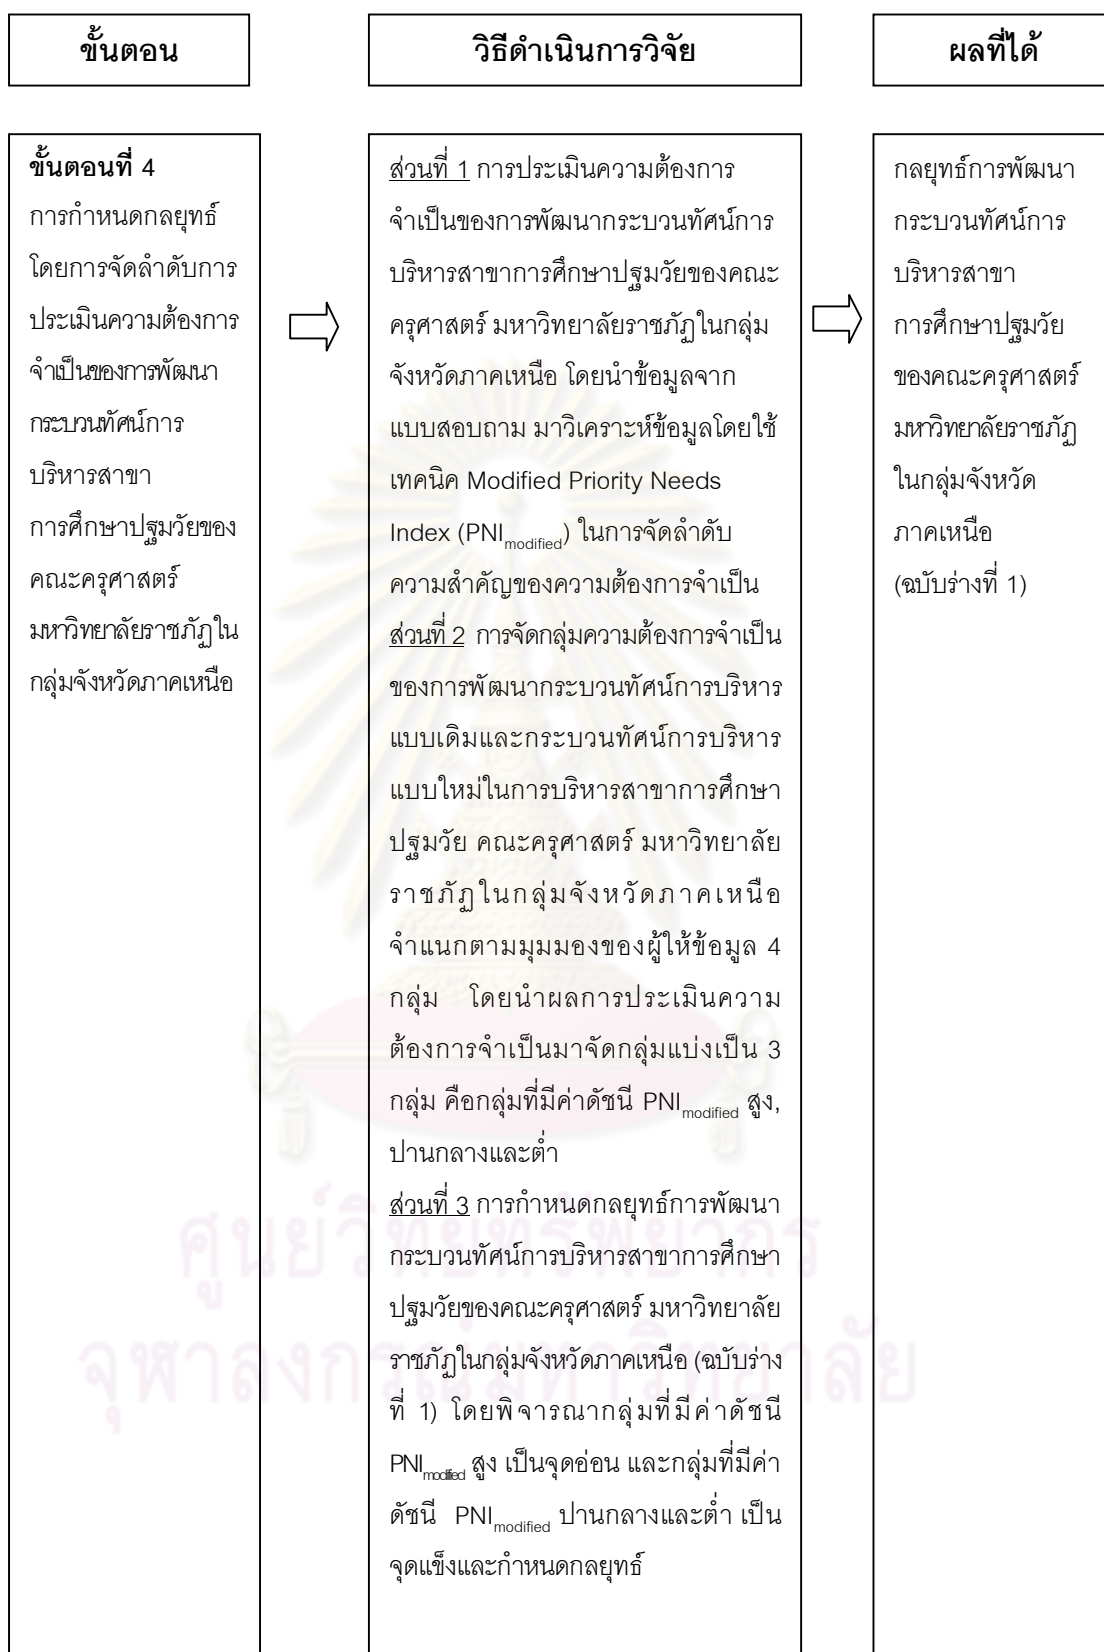 ขั้นตอน
วิธีดำเนินการวิจัย
ผลที่ได้
ขั้นตอนที่ 4
การกำหนดกลยุทธ์
โดยการจัดลำดับการ
ประเมินความต้องการ
จำเป็นของการพัฒนา
กระบวนทัศน์การ
บริหารสาขา
การศึกษาปฐมวัยของ
คณะครุศาสตร์
มหาวิทยาลัยราชภัฏใน
กลุ่มจังหวัดภาคเหนือ
ส่วนที่ 1 การประเมินความต้องการ
จำเป็นของการพัฒนากระบวนทัศน์การ
บริหารสาขาการศึกษาปฐมวัยของคณะ
ครุศาสตร์ มหาวิทยาลัยราชภัฏในกลุ่ม
จังหวัดภาคเหนือ โดยนำข้อมูลจาก
แบบสอบถาม มาวิเคราะห์ข้อมูลโดยใช้
เทคนิค Modified Priority Needs
Index (PNImodified) ในการจัดลำดับ
ความสำคัญของความต้องการจำเป็น
ส่วนที่ 2 การจัดกลุ่มความต้องการจำเป็น
ของการพัฒนากระบวนทัศน์การบริหาร
แบบเดิมและกระบวนทัศน์การบริหาร
แบบใหม่ในการบริหารสาขาการศึกษา
ปฐมวัย คณะครุศาสตร์ มหาวิทยาลัย
ราชภัฏในกลุ่มจังหวัดภาคเหนือ
จำแนกตามมุมมองของผู้ให้ข้อมูล 4
กลุ่ม โดยนำผลการประเมินความ
ต้องการจำเป็นมาจัดกลุ่มแบ่งเป็น 3
กลุ่ม คือกลุ่มที่มีค่าดัชนี PNImodified สูง,
ปานกลางและต่ำ
ส่วนที่ 3 การกำหนดกลยุทธ์การพัฒนา
กระบวนทัศน์การบริหารสาขาการศึกษา
ปฐมวัยของคณะครุศาสตร์ มหาวิทยาลัย
ราชภัฏในกลุ่มจังหวัดภาคเหนือ (ฉบับร่าง
ที่ 1) โดยพิจารณากลุ่มที่มีค่าดัชนี
PNImodified สูง เป็นจุดอ่อน และกลุ่มที่มีค่า
ดัชนี PNImodified ปานกลางและต่ำ เป็น
จุดแข็งและกำหนดกลยุทธ์
กลยุทธ์การพัฒนา
กระบวนทัศน์การ
บริหารสาขา
การศึกษาปฐมวัย
ของคณะครุศาสตร์
มหาวิทยาลัยราชภัฏ
ในกลุ่มจังหวัด
ภาคเหนือ
(ฉบับร่างที่ 1)
ศูนย์วิทยทรัพยากร
จุฬาลงกรณ์มหาวิทยาลัย